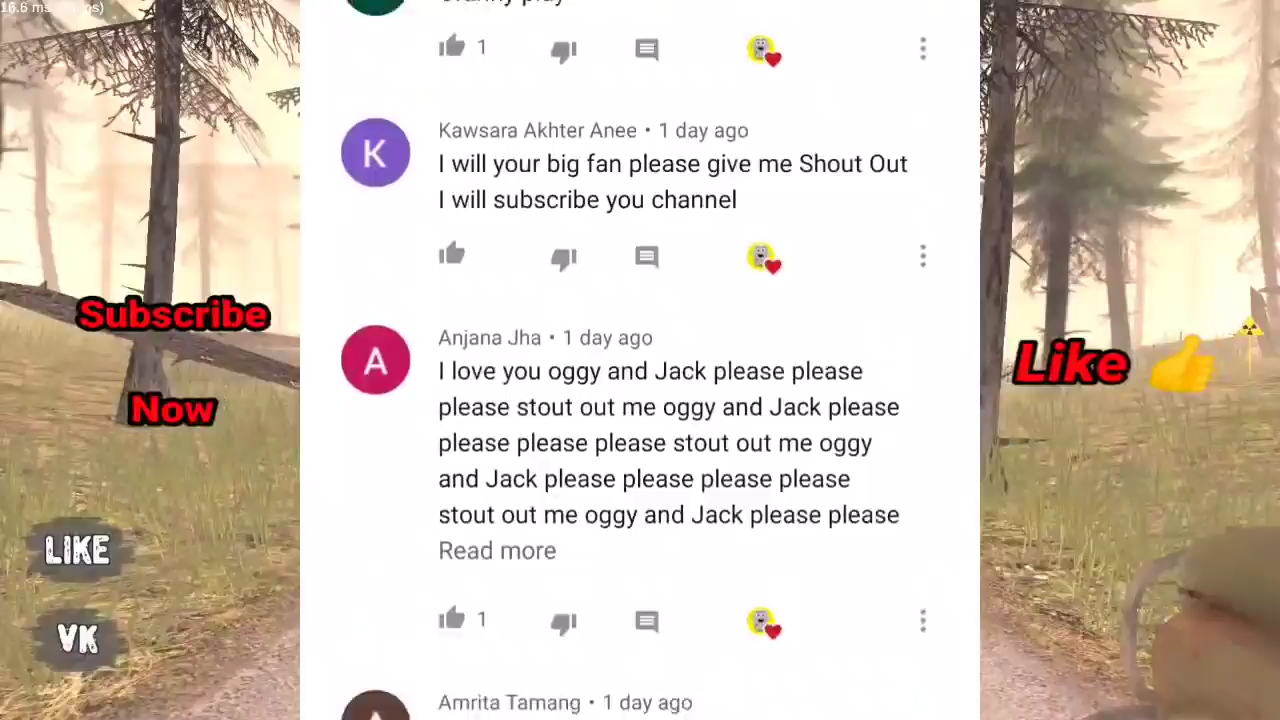 Granny play
1
Kawsara Akhter Anee • 1 day ago
I will your big fan please give me Shout Out
I will subscribe you channel
Subscribe
Now
Like
Anjana Jha • 1 day ago
I love you oggy and Jack please please
please stout out me oggy and Jack please
please please please stout out me oggy
and Jack please please please please
stout out me oggy and Jack please please
Read more
LIKE
VK
1
Amrita Tamang • 1 day ago